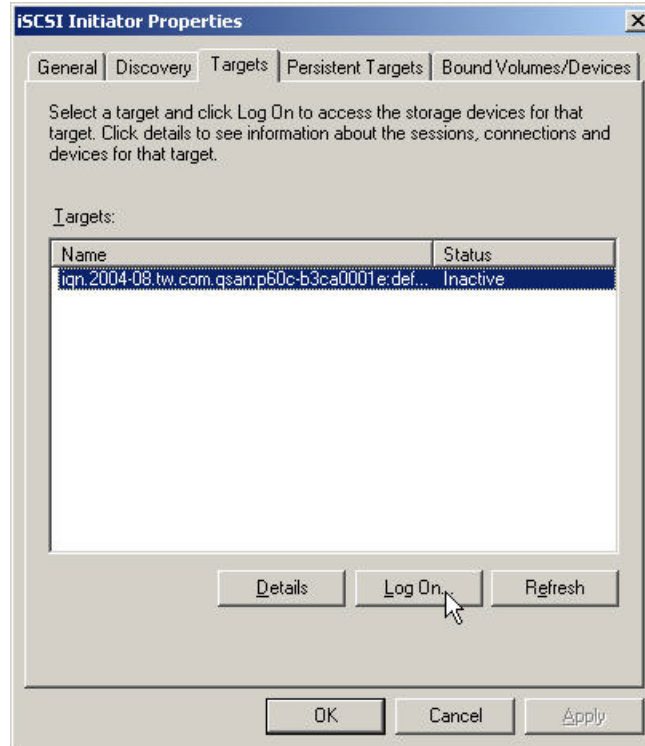 iSCSI Initiator Properties
General Discovery Targets Persistent Targets Bound Volumes/Devices
Select a target and click Log On to access the storage devices for that
target. Click details to see information about the sessions, connections and
devices for that target.
Targets:
Name Status
iqn.2004-08.tw.com.qsan:p60c-b3ca0001e:def... Inactive
Details Log On... Refresh
OK Cancel Apply